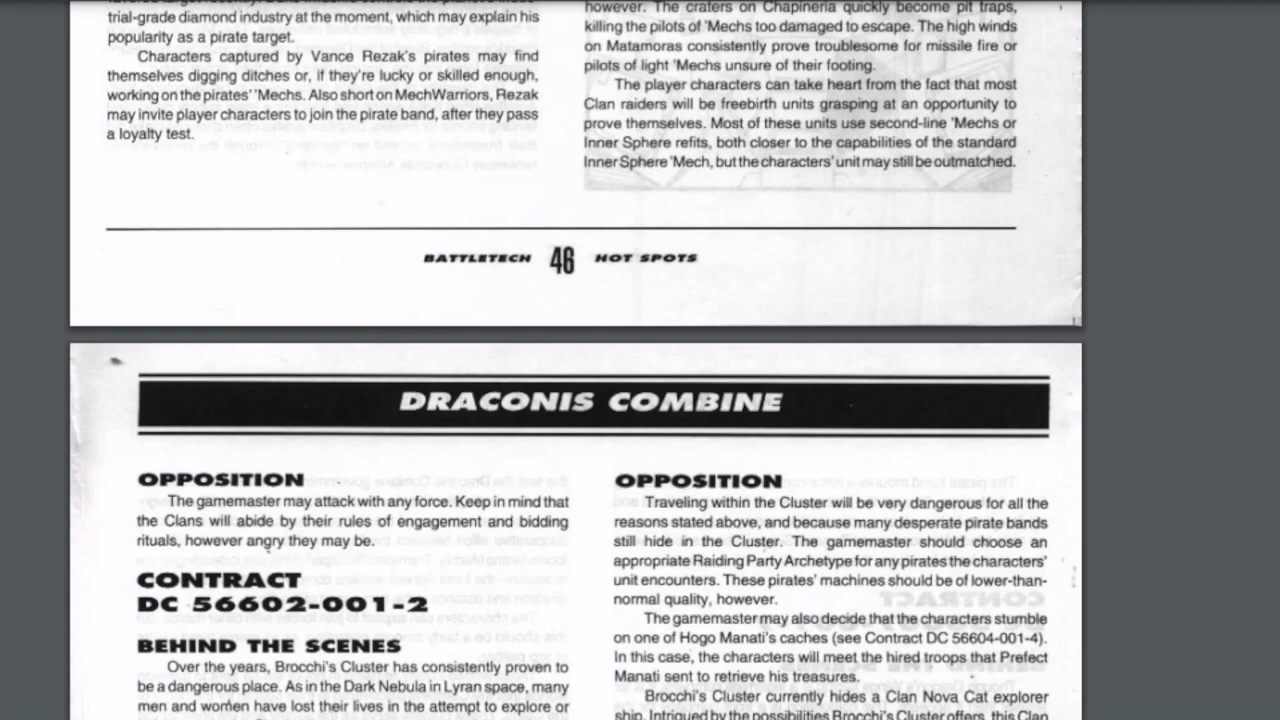 trial-grade diamond industry at the moment, which may explain his
popularity as a pirate target.
Characters captured by Vance Rezak's pirates may find
themselves digging ditches or, if they're lucky or skilled enough,
working on the pirates' 'Mechs. Also short on MechWarriors, Rezak
may invite player characters to join the pirate band, after they pass
a loyalty test.
however. The craters on Chapineria quickly become pit traps,
killing the pilots of 'Mechs too damaged to escape. The high winds
on Matamoras consistently prove troublesome for missile fire or
pilots of light 'Mechs unsure of their footing.
The player characters can take heart from the fact that most
Clan raiders will be freebirth units grasping at an opportunity to
prove themselves. Most of these units use second-line 'Mechs or
Inner Sphere refits, both closer to the capabilities of the standard
Inner Sphere 'Mech, but the characters' unit may still be outmatched.
BATTLETECH 46 HOT SPOTS
DRACONIS COMBINE
OPPOSITION
The gamemaster may attack with any force. Keep in mind that
the Clans will abide by their rules of engagement and bidding
rituals, however angry they may be.
CONTRACT
DC 56602-001-2
BEHIND THE SCENES
Over the years, Brocchi's Cluster has consistently proven to
be a dangerous place. As in the Dark Nebula in Lyran space, many
men and women have lost their lives in the attempt to explore or
OPPOSITION
Traveling within the Cluster will be very dangerous for all the
reasons stated above, and because many desperate pirate bands
still hide in the Cluster. The gamemaster should choose an
appropriate Raiding Party Archetype for any pirates the characters'
unit encounters. These pirates' machines should be of lower-than-
normal quality, however.
The gamemaster may also decide that the characters stumble
on one of Hogo Manati's caches (see Contract DC 56604-001-4).
In this case, the characters will meet the hired troops that Prefect
Manati sent to retrieve his treasures.
Brocchi's Cluster currently hides a Clan Nova Cat explorer
ship. Intrigued by the possibilities Brocchi's Cluster offers, this Clan